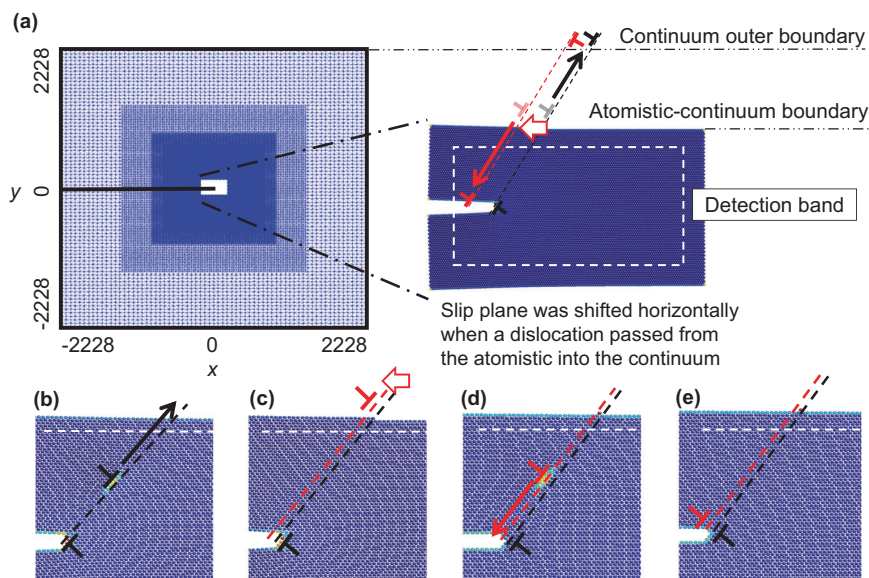 (a)
Continuum outer boundary
Atomistic-continuum boundary
Detection band
2228
0
-2228
y
-2228
0
2228
x
Slip plane was shifted horizontally
when a dislocation passed from
the atomistic into the continuum
(b)
(c)
(d)
(e)